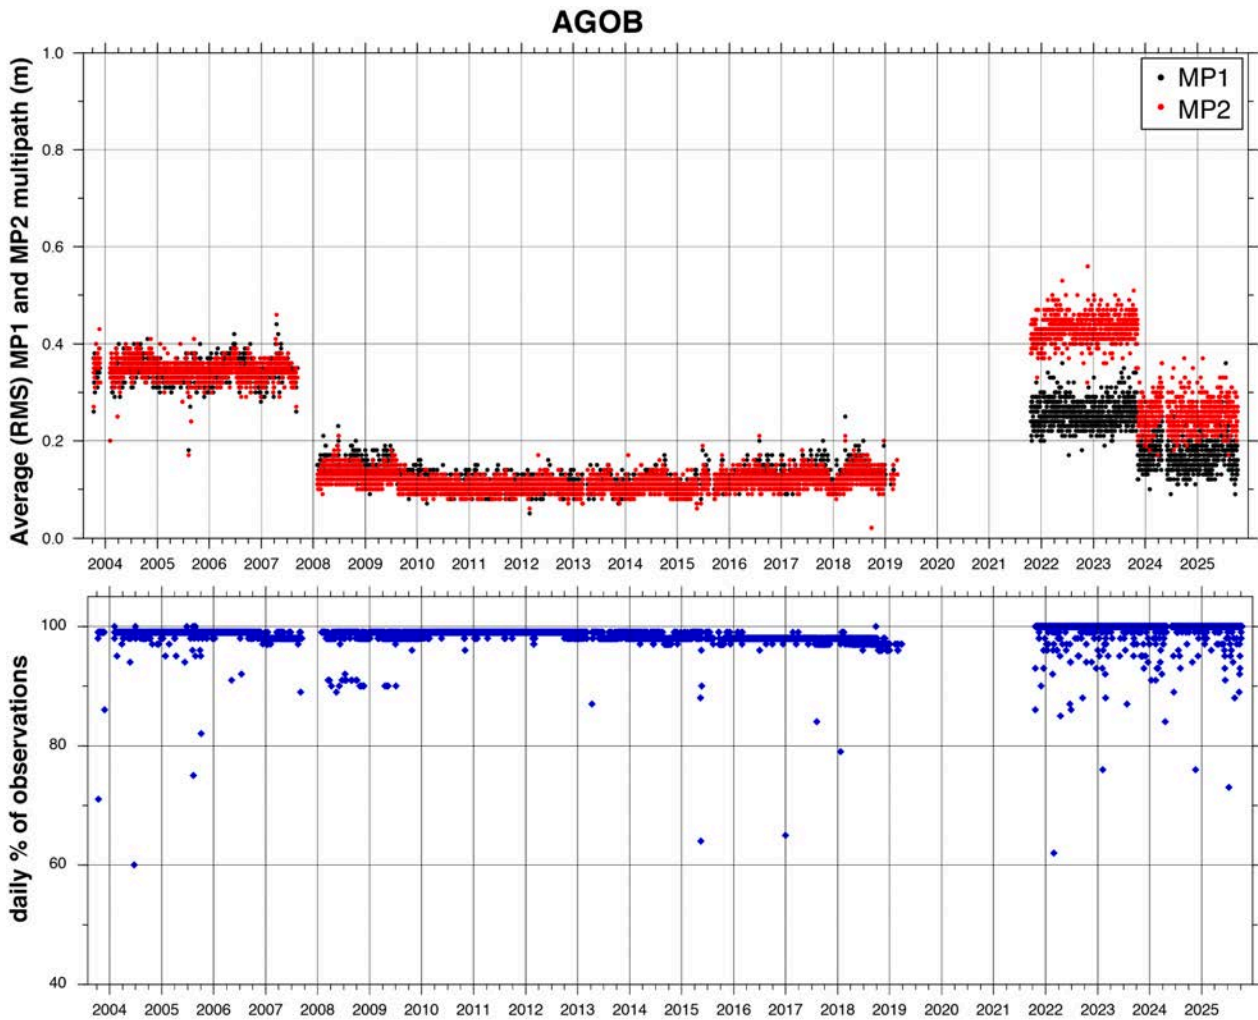 AGOB
Average (RMS) MP1 and MP2 multipath (m)
1.0
0.8
0.6
0.4
0.2
0.0
MP1
MP2
2004 2005 2006 2007 2008 2009 2010 2011 2012 2013 2014 2015 2016 2017 2018 2019 2020 2021 2022 2023 2024 2025
daily % of observations
100
80
60
40
2004 2005 2006 2007 2008 2009 2010 2011 2012 2013 2014 2015 2016 2017 2018 2019 2020 2021 2022 2023 2024 2025